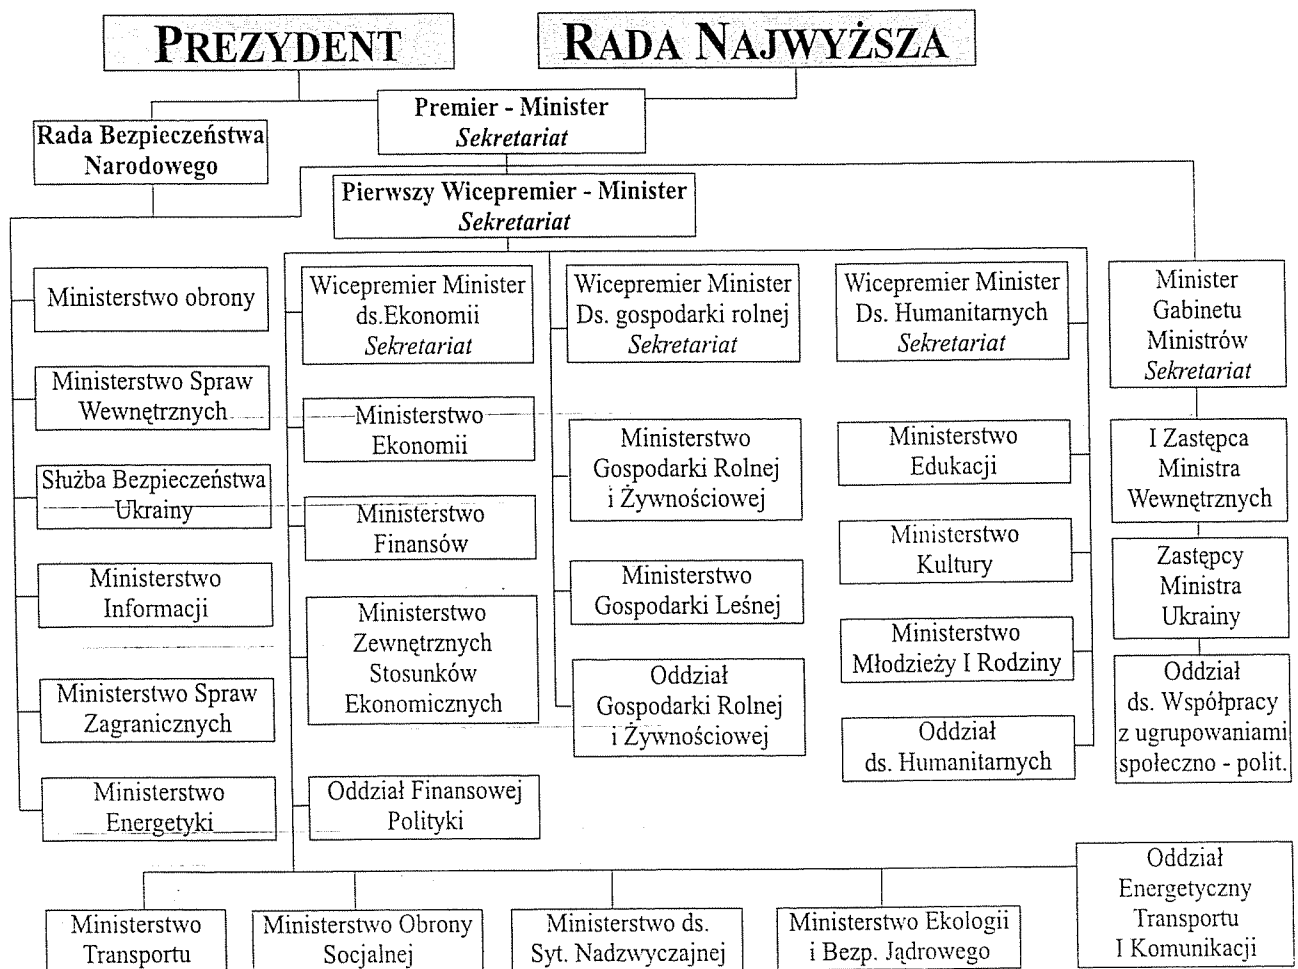 PREZYDENT
RADA NAJWYŻSZA
Premier - Minister
Sekretariat
Rada Bezpieczeństwa
Narodowego
Pierwszy Wicepremier - Minister
Sekretariat
Ministerstwo obrony
Ministerstwo Spraw
Wewnętrznych
Służba Bezpieczeństwa
Ukrainy
Ministerstwo
Informacji
Ministerstwo Spraw
Zagranicznych
Ministerstwo
Energetyki
Wicepremier Minister
ds.Ekonomii
Sekretariat
Ministerstwo
Ekonomii
Ministerstwo
Finansów
Ministerstwo
Zewnętrznych
Stosunków
Ekonomicznych
Oddział Finansowej
Polityki
Wicepremier Minister
Ds. gospodarki rolnej
Sekretariat
Ministerstwo
Gospodarki Rolnej
i Żywnościowej
Ministerstwo
Gospodarki Leśnej
Oddział
Gospodarki Rolnej
i Żywnościowej
Wicepremier Minister
Ds. Humanitarnych
Sekretariat
Ministerstwo
Edukacji
Ministerstwo
Kultury
Ministerstwo
Młodzieży I Rodziny
Oddział
ds. Humanitarnych
Minister
Gabinetu
Ministrów
Sekretariat
I Zastępca
Ministra
Wewnętrznych
Zastępcy
Ministra
Ukrainy
Oddział
ds. Współpracy
z ugrupowaniami
społeczno - polit.
Ministerstwo
Transportu
Ministerstwo Obrony
Socjalnej
Ministerstwo ds.
Syt. Nadzwyczajnej
Ministerstwo Ekologii
i Bezp. Jądrowego
Oddział
Energetyczny
Transportu
I Komunikacji